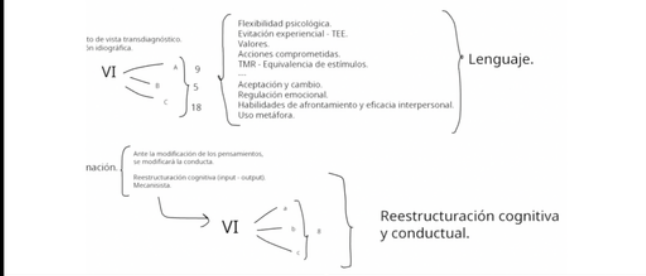 Flexibilidad psicológica.
Evitación experiencial - TEE.
to de vista transdiagnóstico.
ón idiográfica.
Valores.
Acciones comprometidas.
TMR - Equivalencia de estímulos.
Lenguaje.
VI
A
9
B
5
C
18
....
Aceptación y cambio.
Regulación emocional.
Habilidades de afrontamiento y eficacia interpersonal.
Uso metáfora.
Ante la modificación de los pensamientos,
se modificará la conducta.
nación.
Reestructuración cognitiva (input - output).
Mecanisista.
VI
A
B
C
B
Reestructuración cognitiva
y conductual.